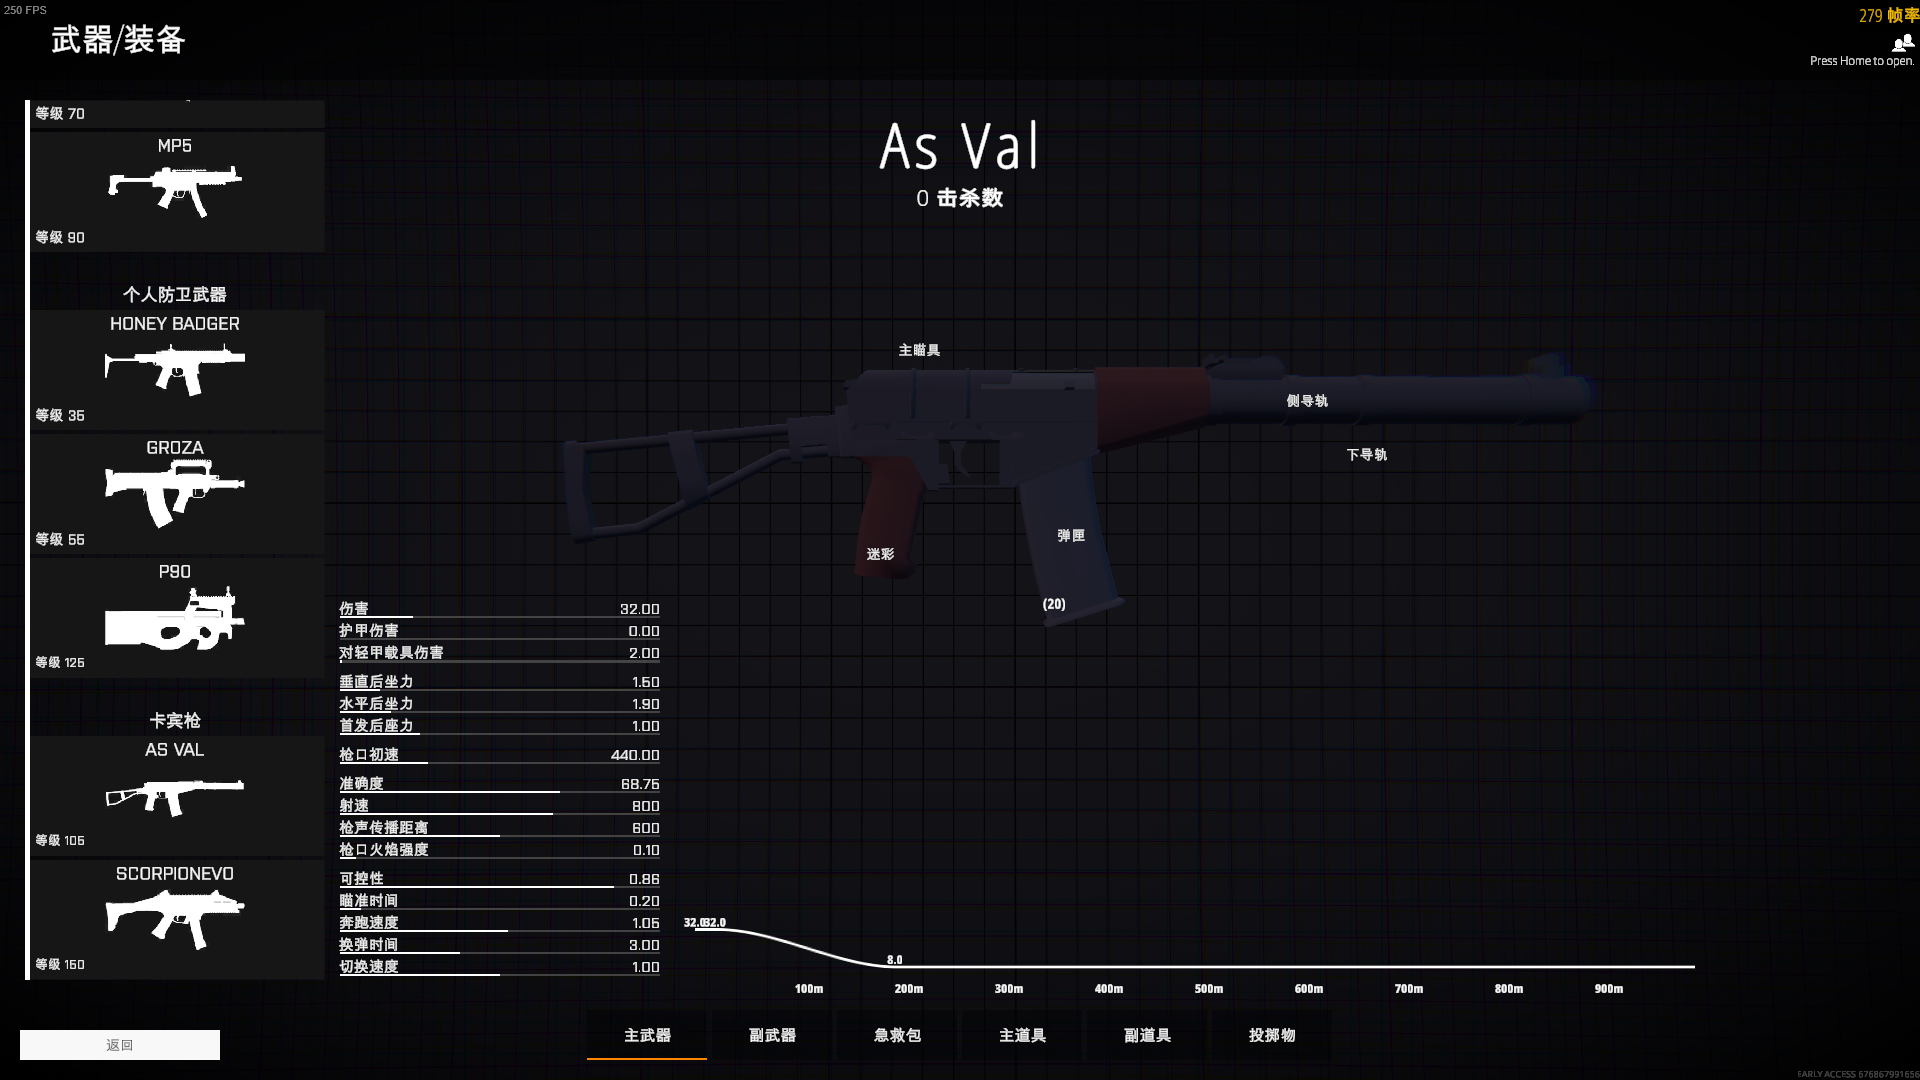 250 FPS
279 帧率
武器/装备
Press Home to open.
等级 70
MP5
等级 90
个人防卫武器
HONEY BADGER
等级 35
GROZA
等级 55
P90
等级 125
卡宾枪
AS VAL
等级 105
SCORPIONEVO
等级 150
返回
As Val
0 击杀数
主瞄具
侧导轨
下导轨
弹匣
迷彩
(20)
伤害 32.00
护甲伤害 0.00
对轻甲载具伤害 2.00
垂直后坐力 1.50
水平后坐力 1.90
首发后座力 1.00
枪口初速 440.00
准确度 68.75
射速 800
枪声传播距离 600
枪口火焰强度 0.10
可控性 0.86
瞄准时间 0.20
奔跑速度 1.05
换弹时间 3.00
切换速度 1.00
32.0 32.0
8.0
100m 200m 300m 400m 500m 600m 700m 800m 900m
主武器 副武器 急救包 主道具 副道具 投掷物
EARLY ACCESS 676867991656